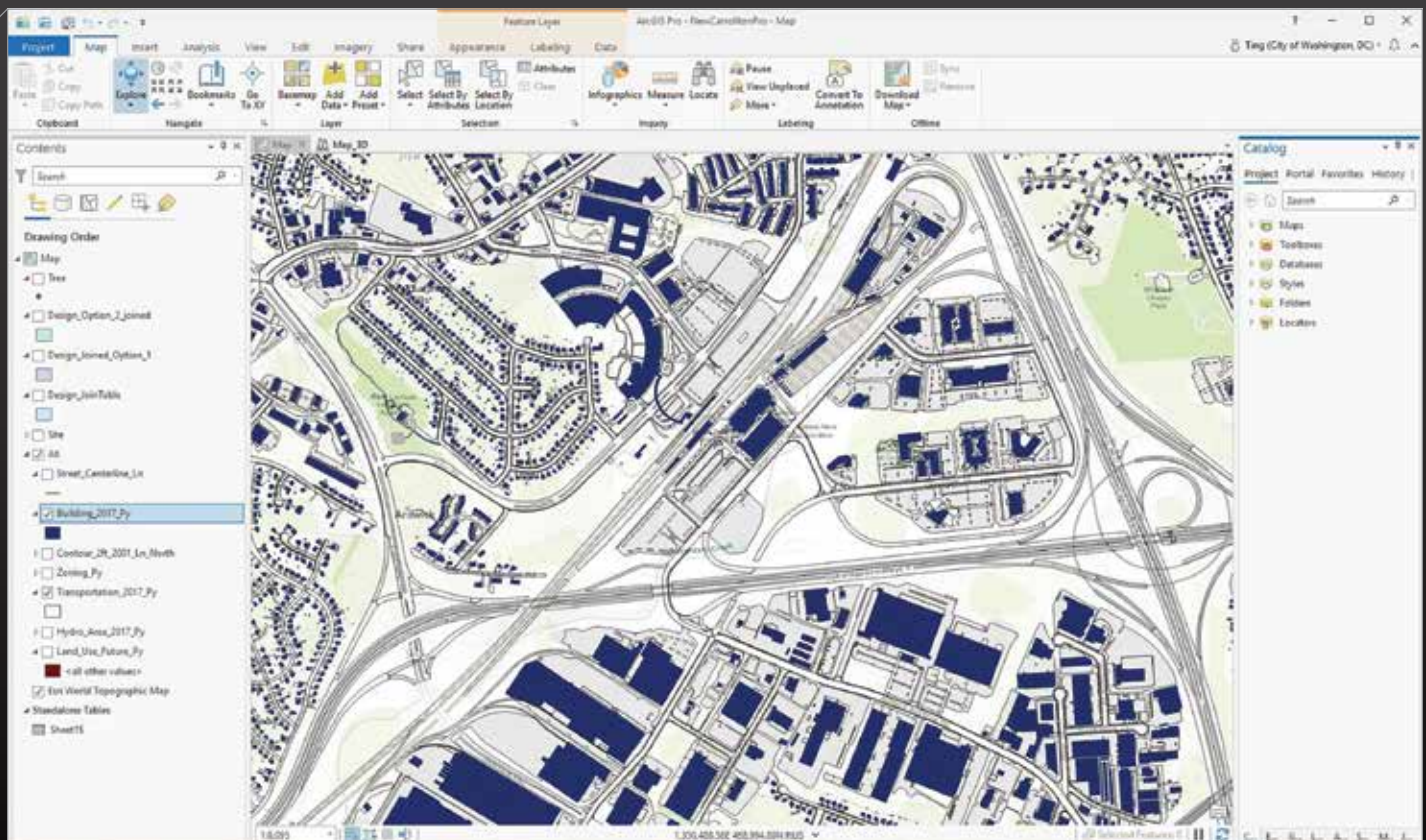 Feature Layer
ArcGIS Pro - NewCarrolltonPro - Map
? 
Project Map Insert Analysis View Edit Imagery Share Appearance Labeling Data
Ting (City of Washington, DC)
Paste
Cut
Copy
Copy Path
Clipboard
Explore
Bookmarks
Go To XY
Navigate
Basemap
Add Data
Add Preset
Layer
Select
Select By Attributes
Select By Location
Attributes
Clear
Selection
Infographics
Measure
Locate
Inquiry
Pause
View Unplaced
More
Convert To Annotation
Labeling
Download Map
Sync
Remove
Offline
Contents
Search
Drawing Order
Map
Tree
Design_Option_2_joined
Design_Joined_Option_1
Design_JoinTable
Site
Street_Centerline_Ln
Building_2017_Py
Contour_2ft_2001_Ln_North
Zoning_Py
Transportation_2017_Py
Hydro_Area_2017_Py
Land_Use_Future_Py
<all other values>
Esri World Topographic Map
Standalone Tables
Map
Map_3D
Catalog
Project Portal Favorites History
Search
Maps
Toolboxes
Databases
Styles
Folders
Locators
Selected Features: 0